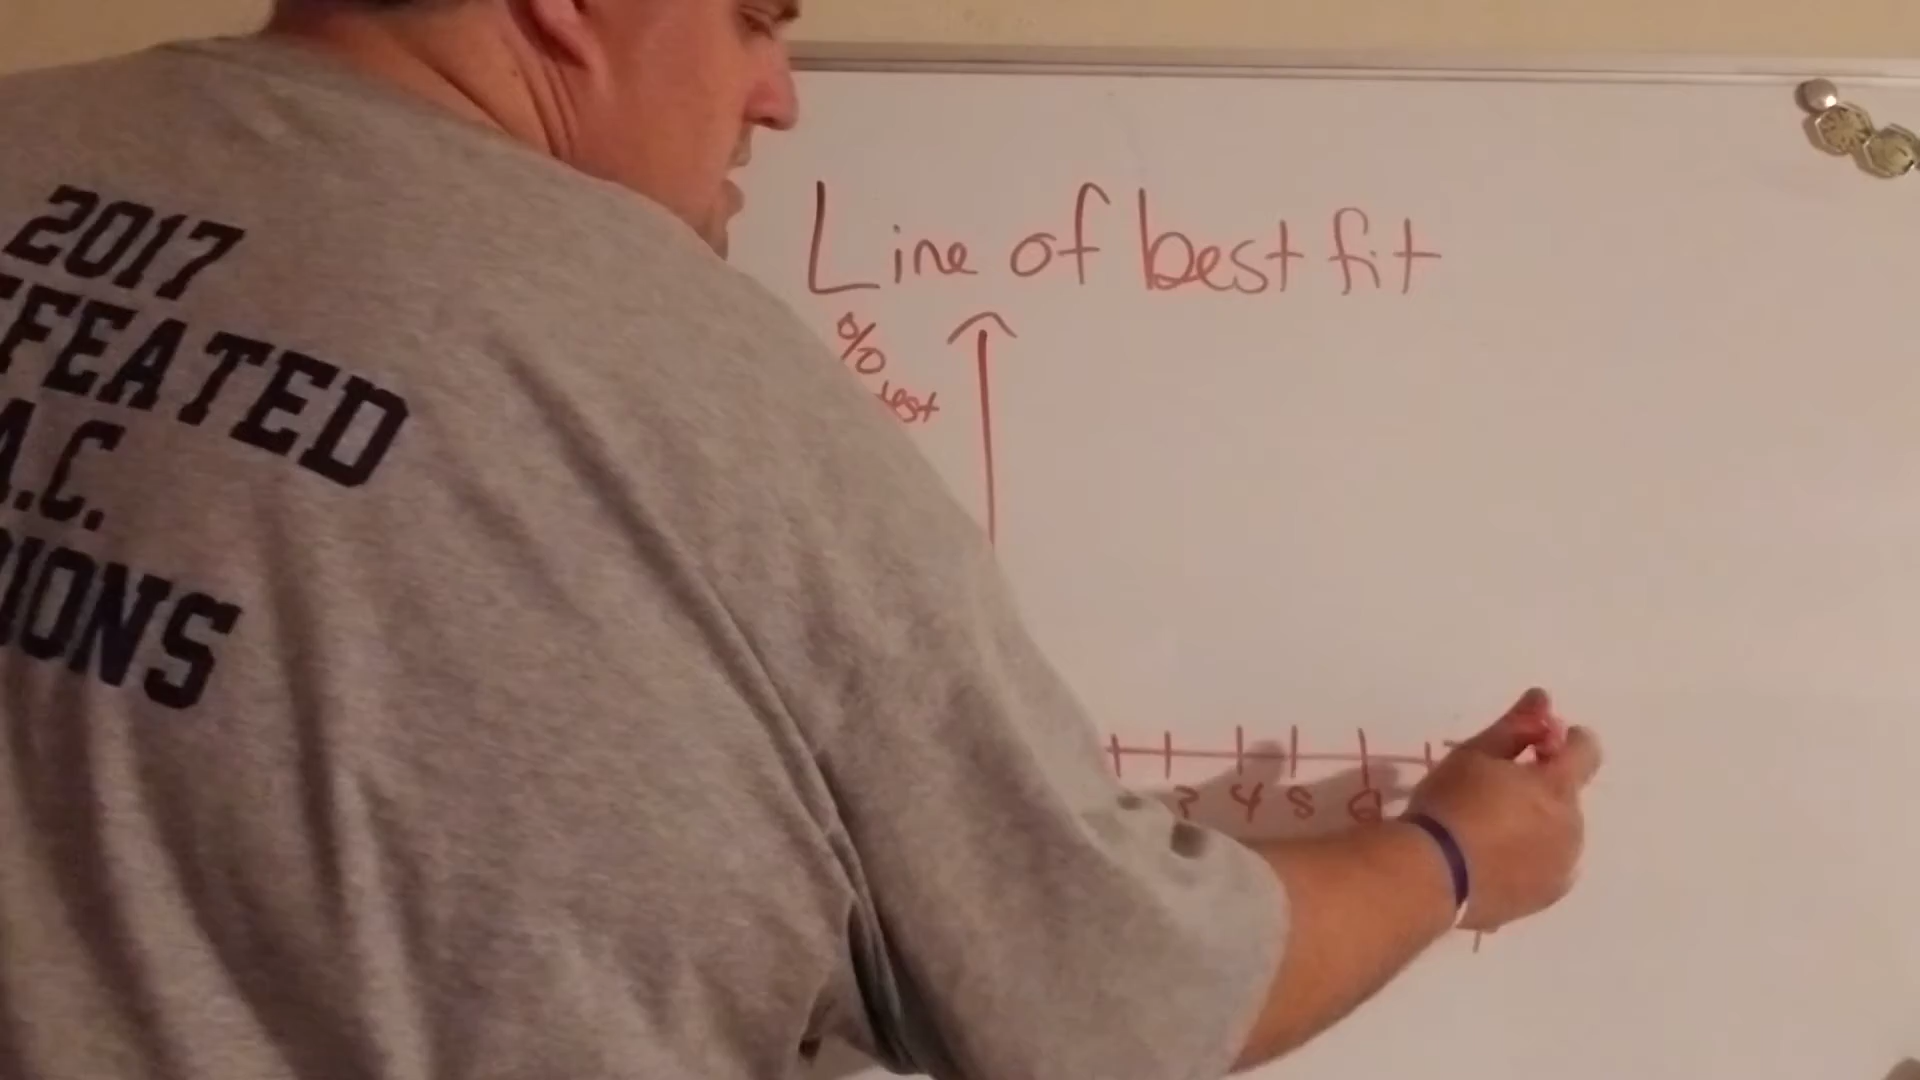 2017
FEATED
A.C.
IONS
Line of best fit
%
test
3 4 5 6